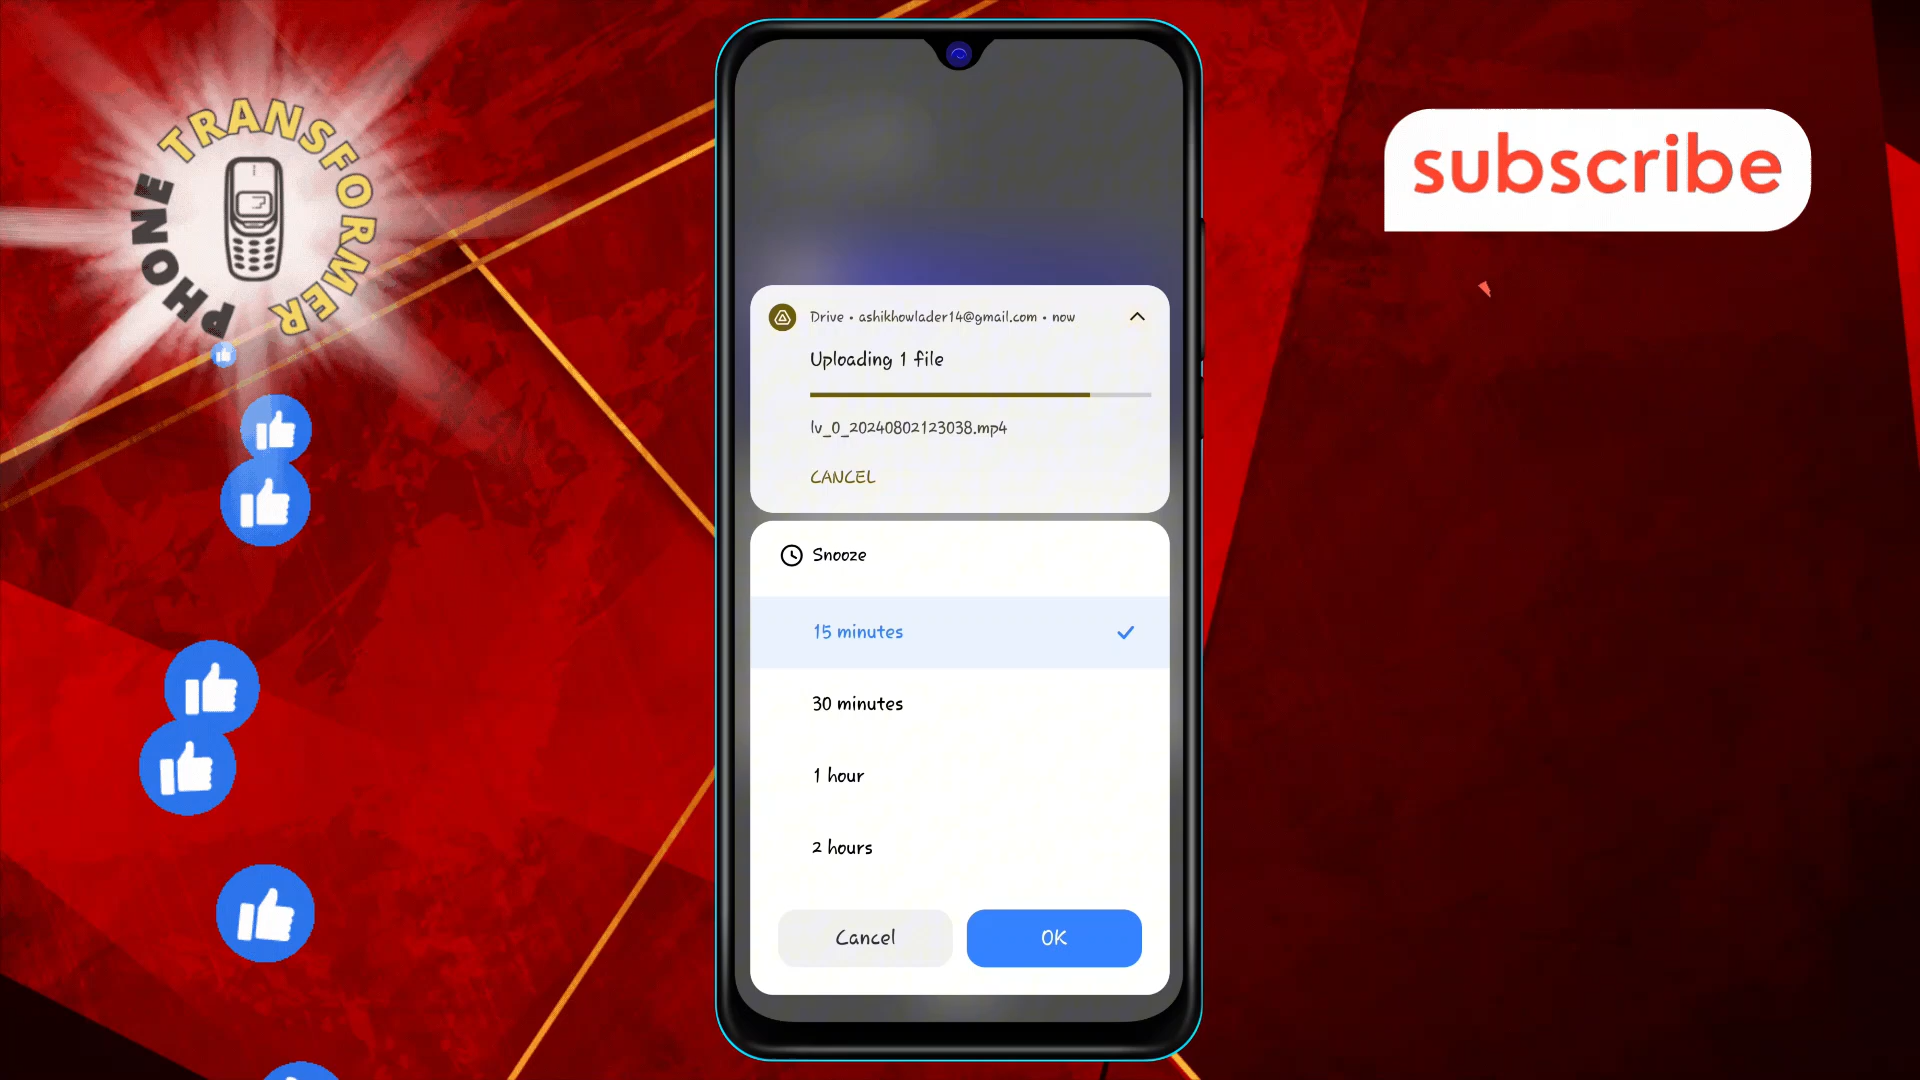 PHONE TRANSFORMER
subscribe
Drive • ashikhowlader14@gmail.com • now
Uploading 1 file
lv_0_20240802123038.mp4
CANCEL
Snooze
15 minutes
30 minutes
1 hour
2 hours
Cancel
OK